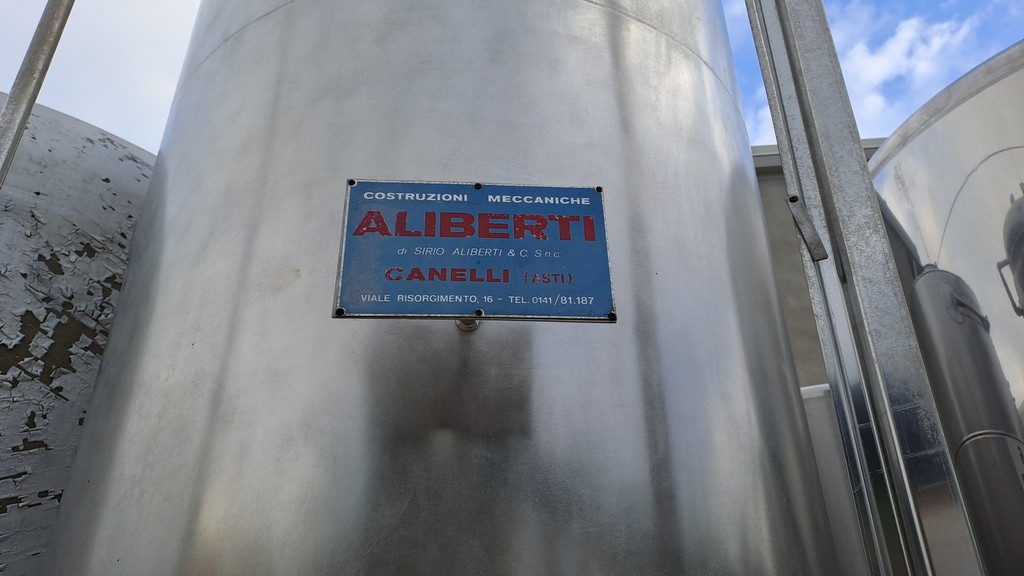 COSTRUZIONI MECCANICHE
ALIBERTI
di SIRIO ALIBERTI & C. S.n.c.
CANELLI (ASTI)
VIALE RISORGIMENTO, 16 - TEL. 0141/81.187